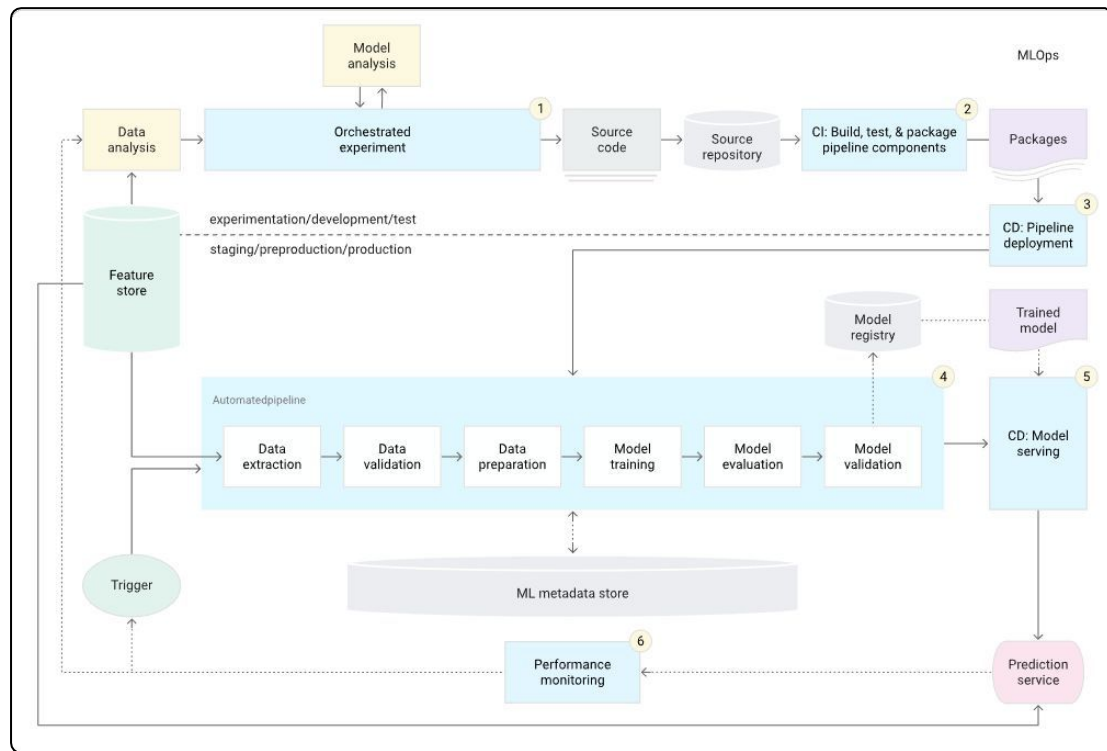 Model
analysis
MLOps
1
2
Data
analysis
Orchestrated
experiment
Source
code
Source
repository
CI: Build, test, & package
pipeline components
Packages
experimentation/development/test
staging/preproduction/production
3
CD: Pipeline
deployment
Feature
store
Model
registry
Trained
model
4
5
Automatedpipeline
Data
extraction
Data
validation
Data
preparation
Model
training
Model
evaluation
Model
validation
CD: Model
serving
Trigger
ML metadata store
6
Performance
monitoring
Prediction
service